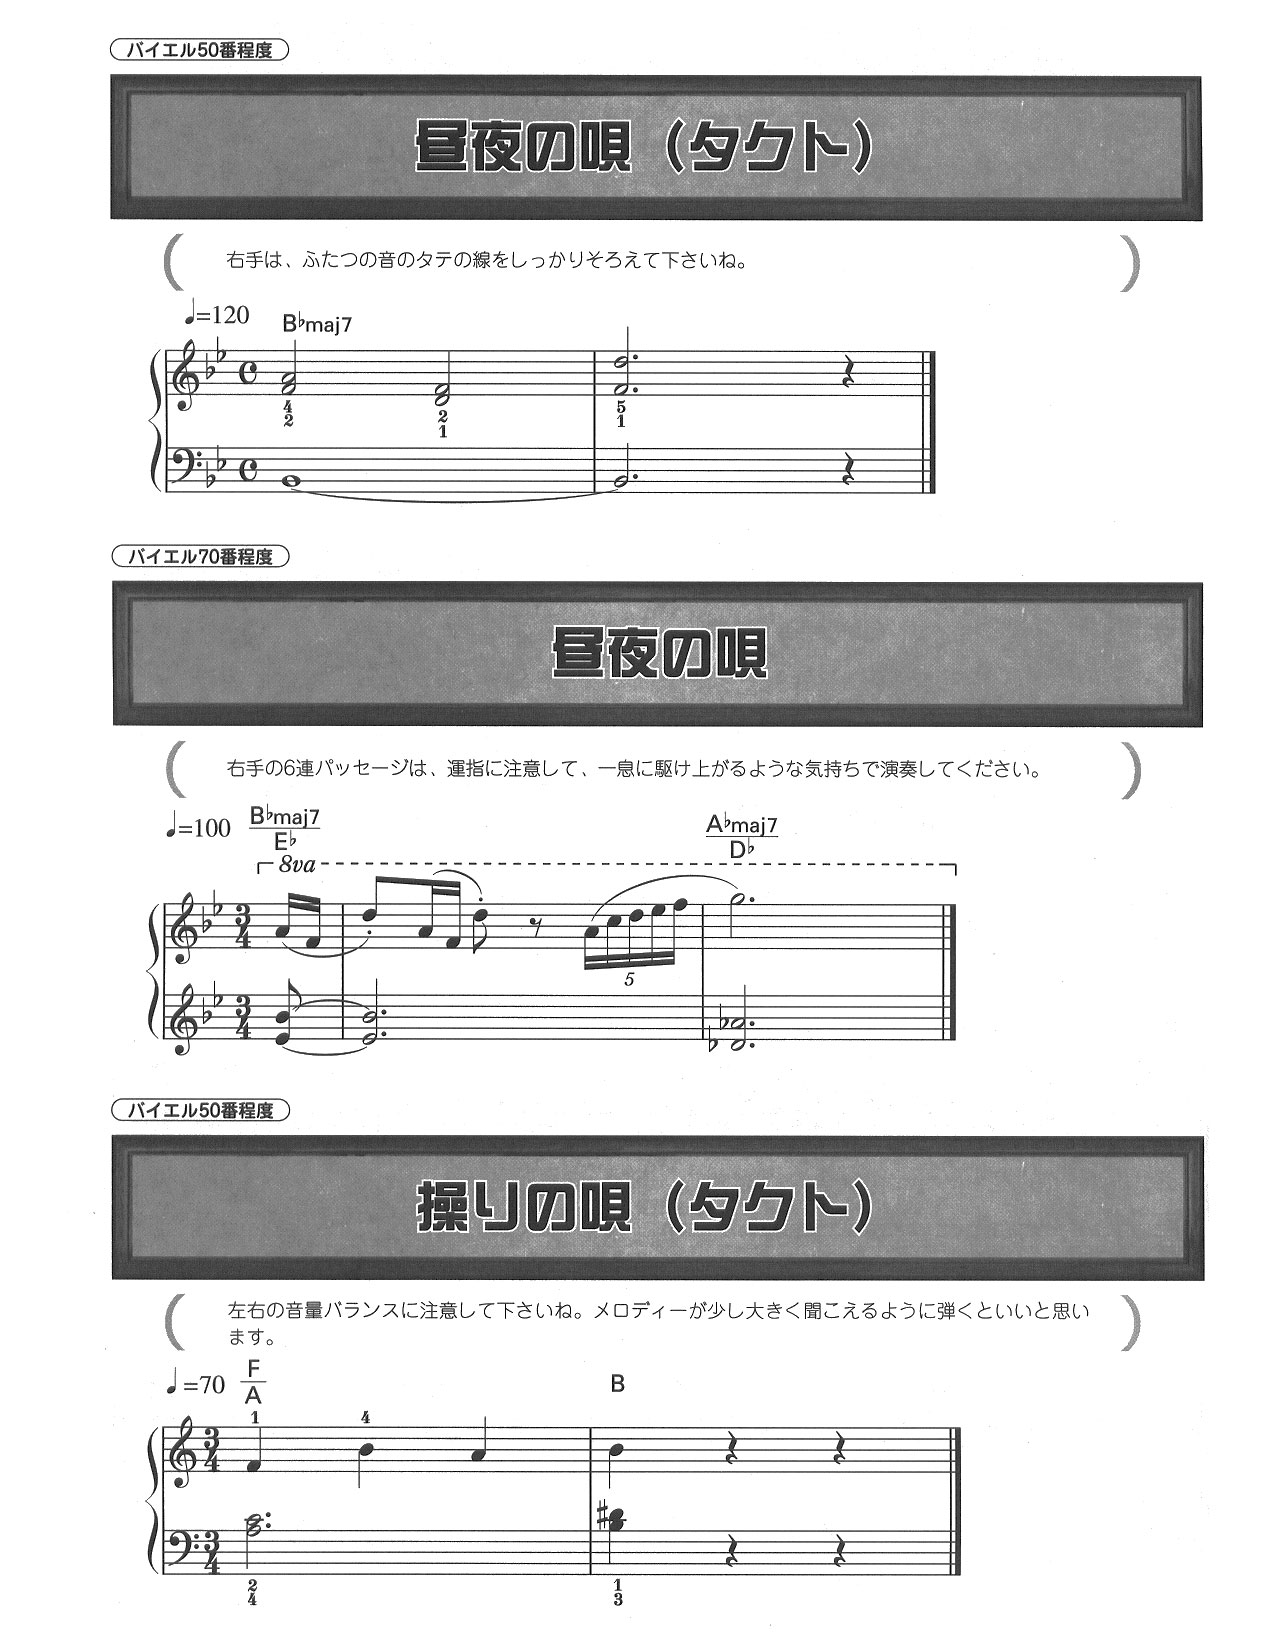 バイエル50番程度
昼夜の唄（タクト）
右手は、ふたつの音のタテの線をしっかりそろえて下さいね。
♩=120 B♭maj7
4 2 5
2 1 1
バイエル70番程度
昼夜の唄
右手の6連パッセージは、運指に注意して、一息に駆け上がるような気持ちで演奏してください。
♩=100 B♭maj7/E♭ A♭maj7/D♭
8va
3/4
5
3/4
バイエル50番程度
操りの唄（タクト）
左右の音量バランスに注意して下さいね。メロディーが少し大きく聞こえるように弾くといいと思い
ます。
♩=70 F/A B
1 4
3/4
3/4
2 1
4 3